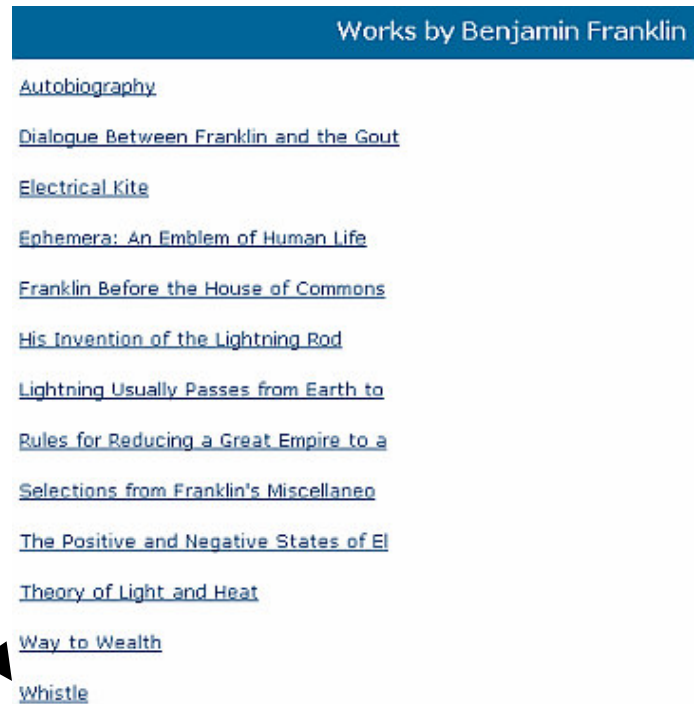 Works by Benjamin Franklin
Autobiography
Dialogue Between Franklin and the Gout
Electrical Kite
Ephemera: An Emblem of Human Life
Franklin Before the House of Commons
His Invention of the Lightning Rod
Lightning Usually Passes from Earth to
Rules for Reducing a Great Empire to a
Selections from Franklin's Miscellaneo
The Positive and Negative States of El
Theory of Light and Heat
Way to Wealth
Whistle